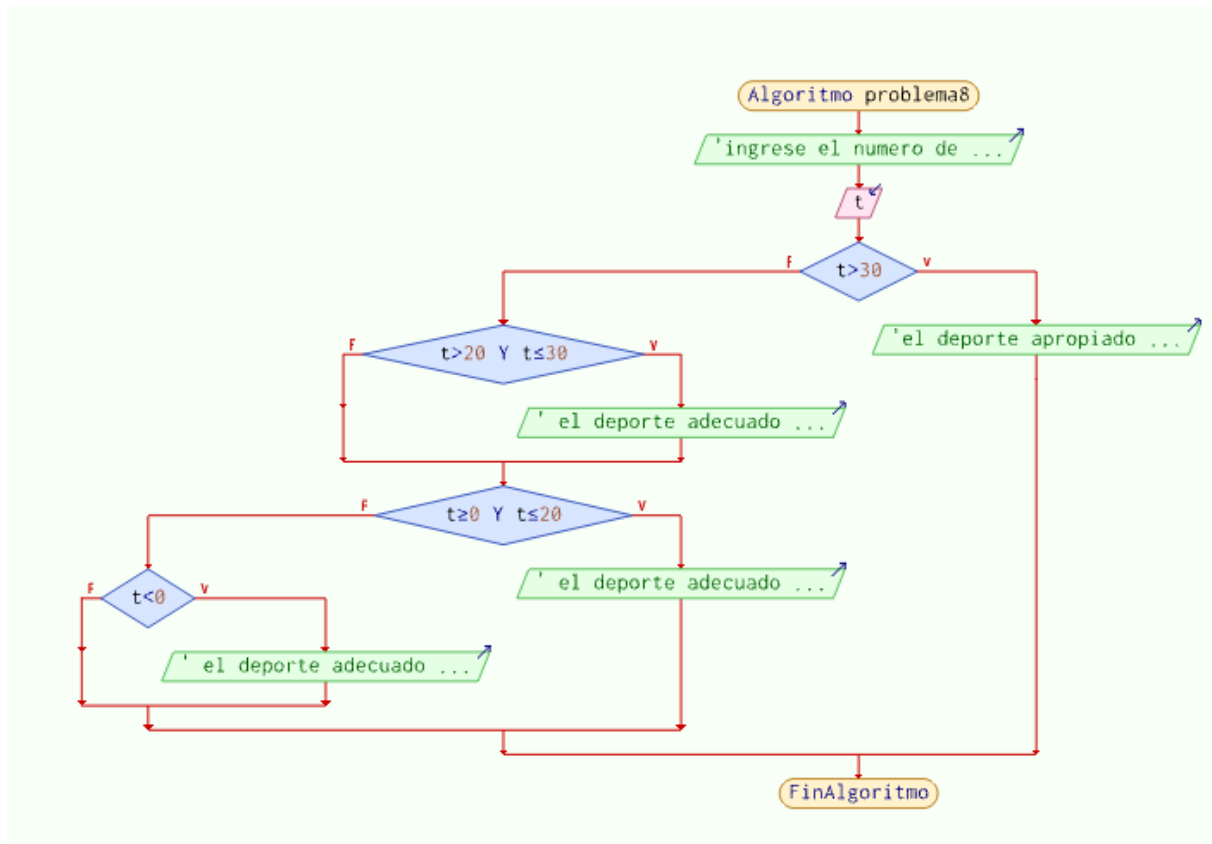 Algoritmo problema8
'ingrese el numero de ...
t
t>30
F
V
'el deporte apropiado ...
t>20 Y t≤30
F
V
' el deporte adecuado ...
t≥0 Y t≤20
F
V
' el deporte adecuado ...
t<0
F
V
' el deporte adecuado ...
FinAlgoritmo